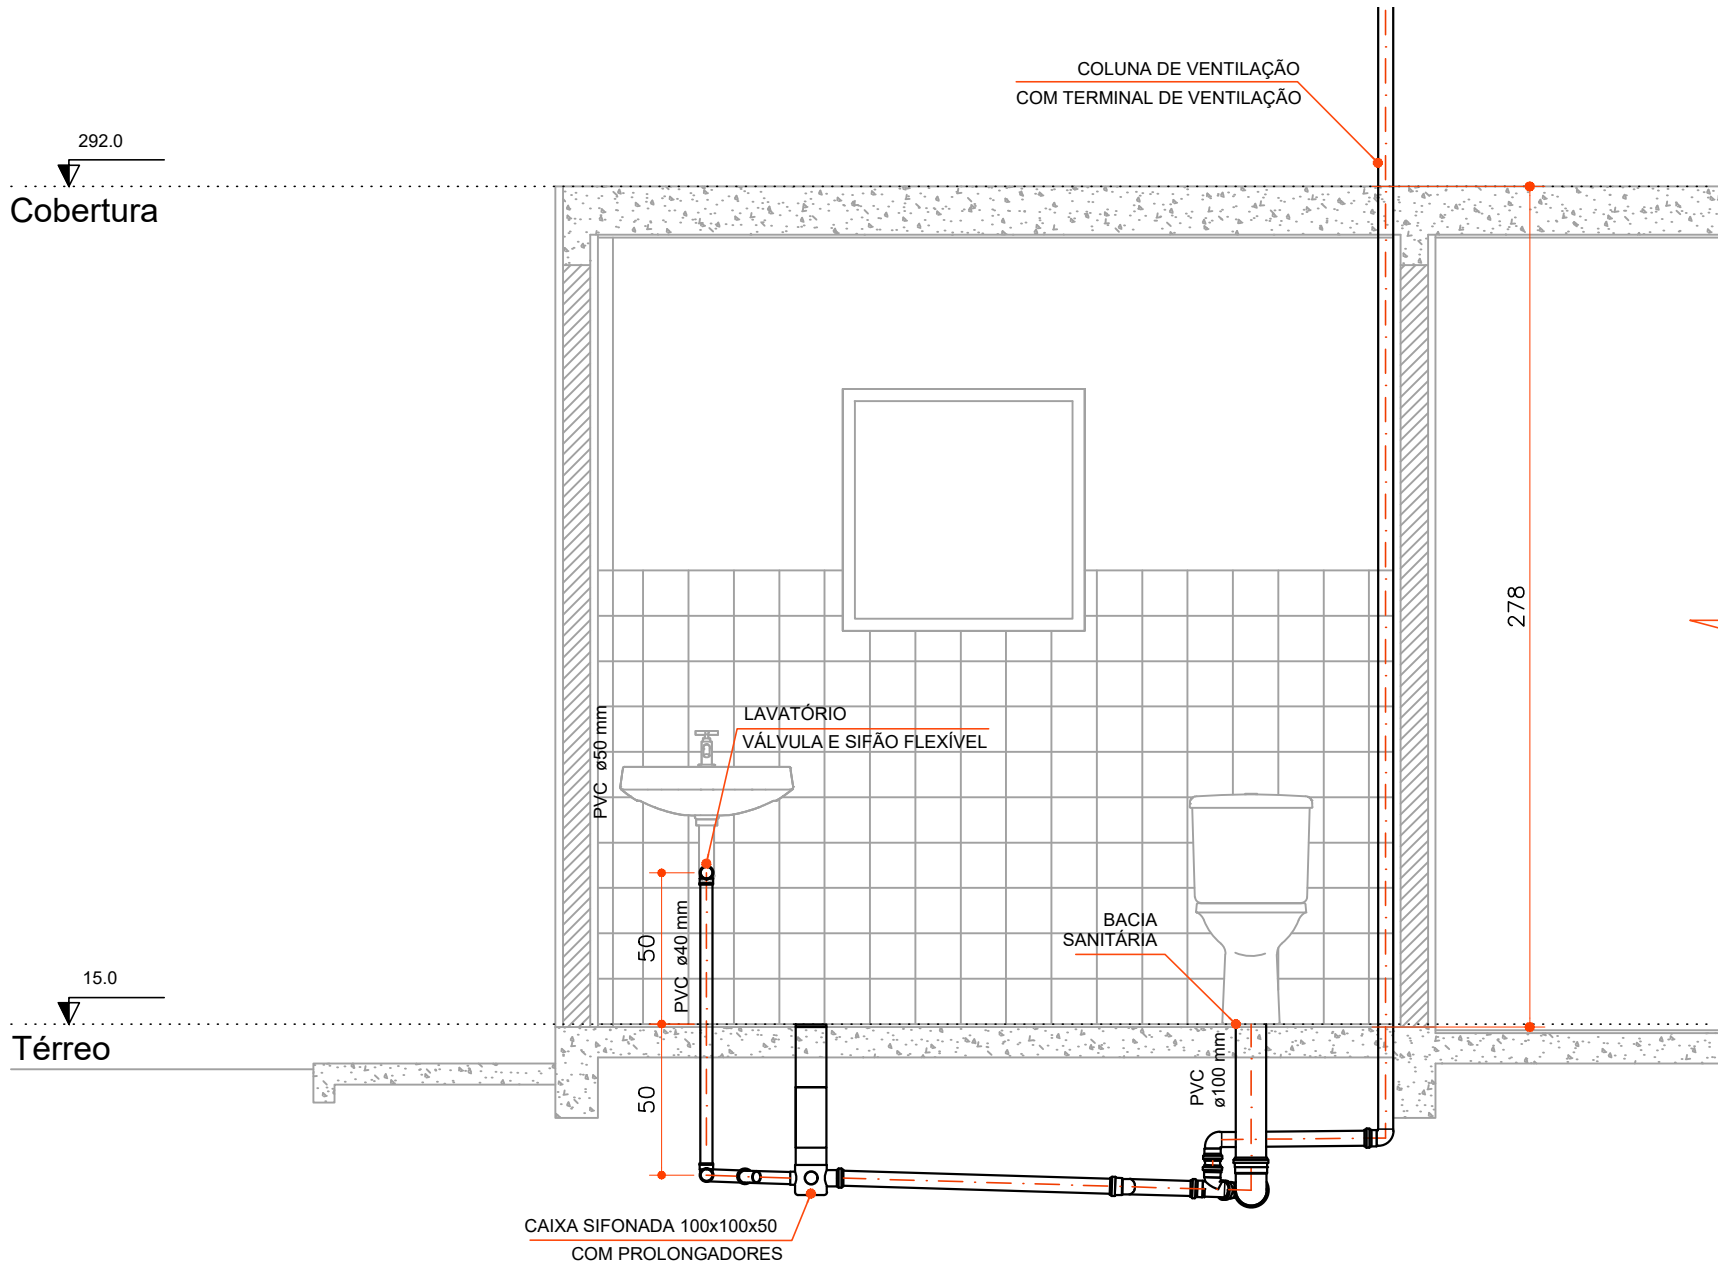 COLUNA DE VENTILAÇÃO
COM TERMINAL DE VENTILAÇÃO
292.0
Cobertura
278
LAVATÓRIO
VÁLVULA E SIFÃO FLEXÍVEL
PVC ø50 mm
50
PVC ø40 mm
BACIA
SANITÁRIA
15.0
Térreo
50
PVC
ø100 mm
CAIXA SIFONADA 100x100x50
COM PROLONGADORES